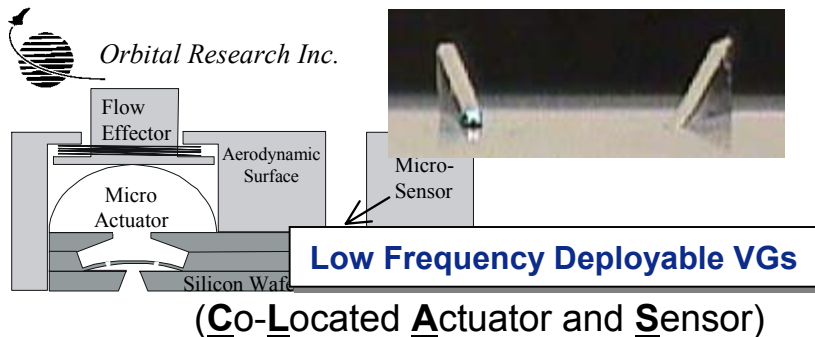 Orbital Research Inc.
Flow
Effector
Aerodynamic
Surface
Micro-
Sensor
Micro
Actuator
Low Frequency Deployable VGs
Silicon
(Co-Located Actuator and Sensor)